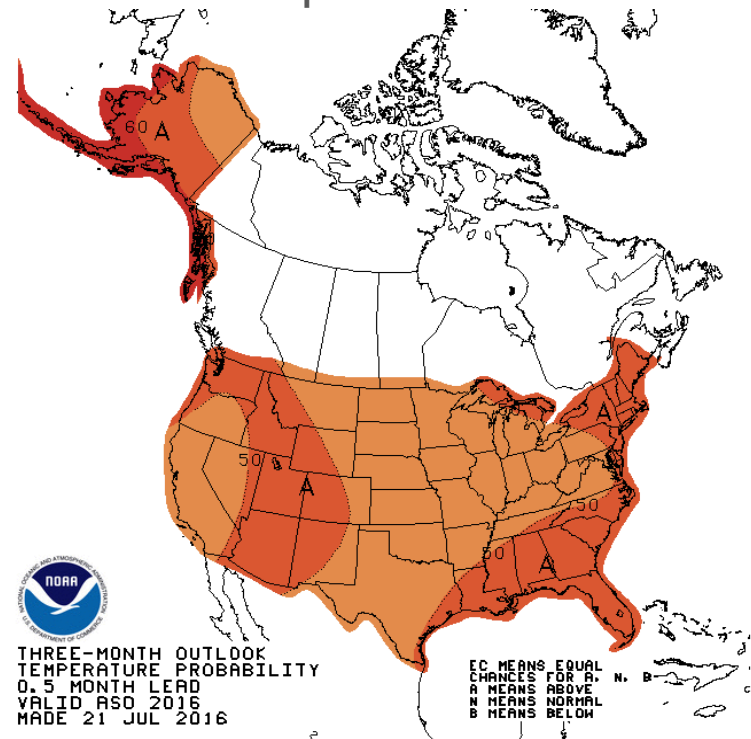 60
A
50
A
A
50
50
A
NATIONAL OCEANIC AND ATMOSPHERIC ADMINISTRATION
NOAA
U.S. DEPARTMENT OF COMMERCE
THREE-MONTH OUTLOOK
TEMPERATURE PROBABILITY
0.5 MONTH LEAD
VALID ASO 2016
MADE 21 JUL 2016
EC MEANS EQUAL
CHANCES FOR A, N, B
A MEANS ABOVE
N MEANS NORMAL
B MEANS BELOW